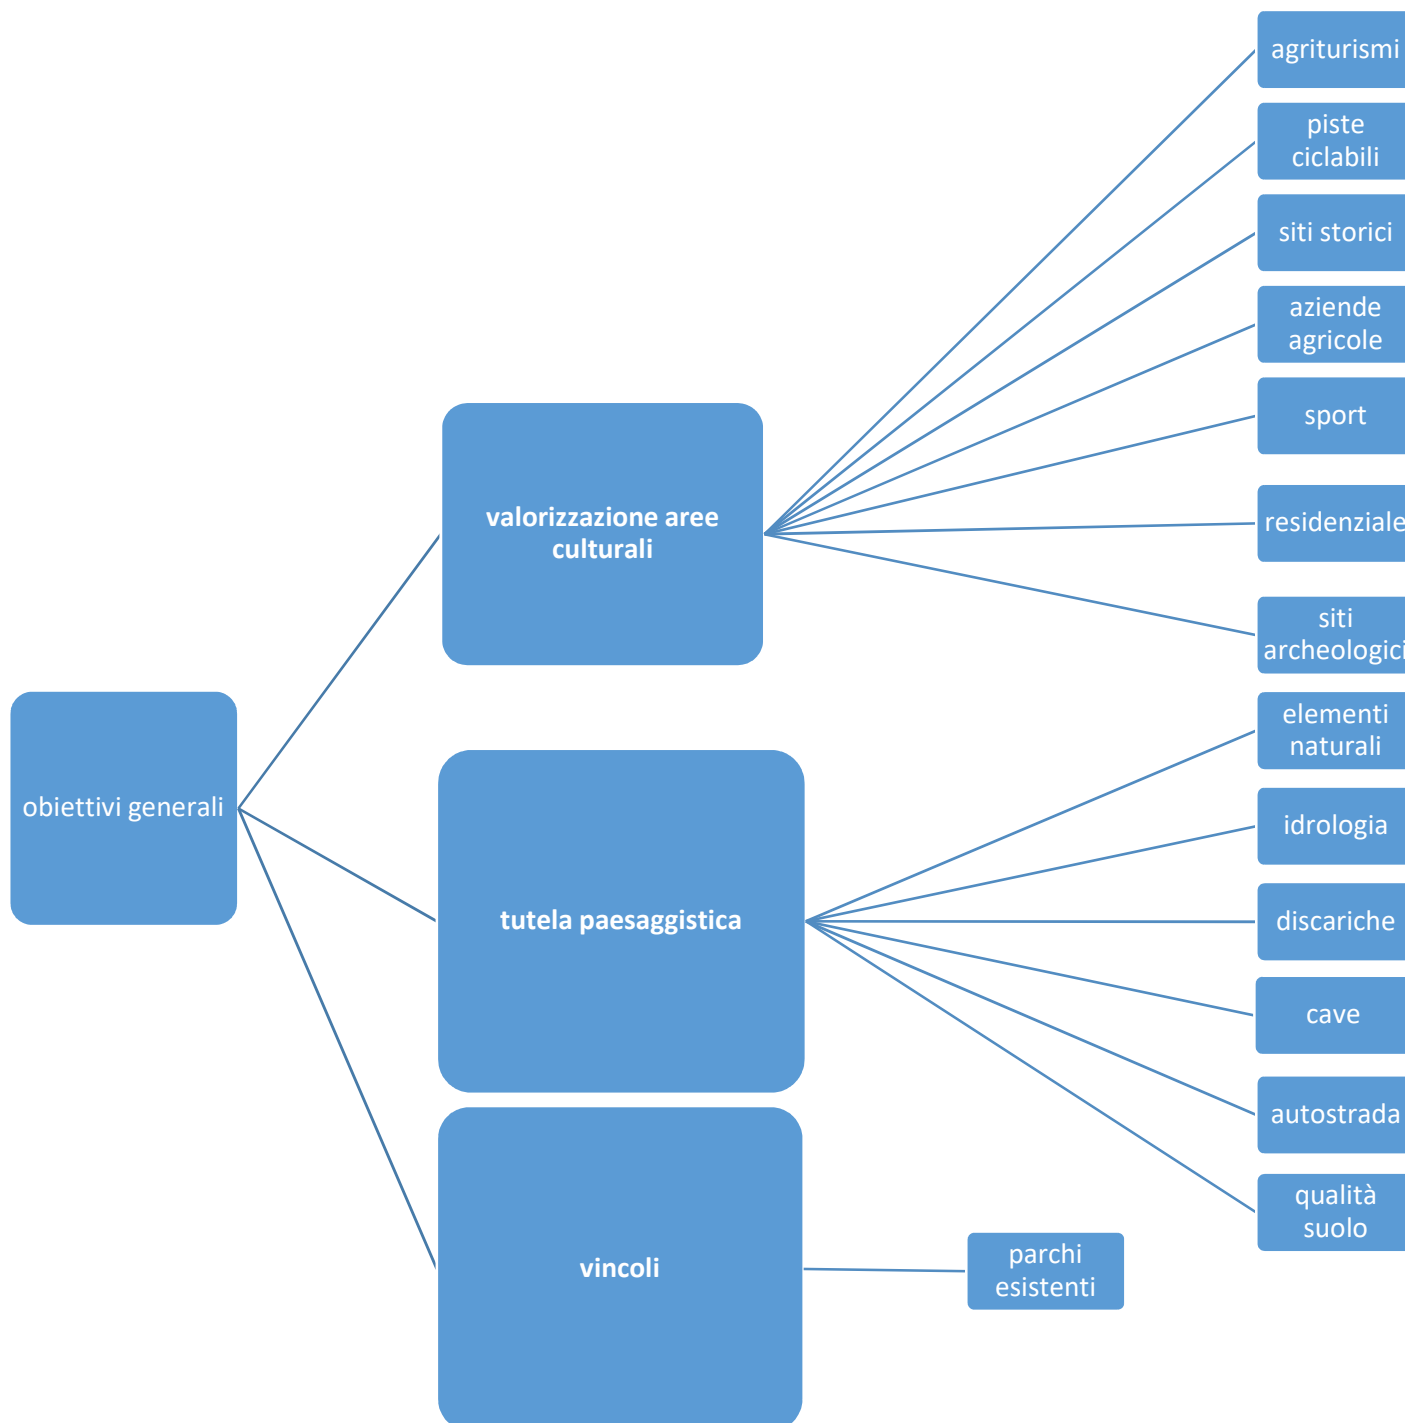 agriturismi
piste
ciclabili
siti storici
aziende
agricole
sport
valorizzazione aree
culturali
residenziale
siti
archeologici
elementi
naturali
obiettivi generali
idrologia
tutela paesaggistica
discariche
cave
autostrada
qualità
suolo
vincoli
parchi
esistenti